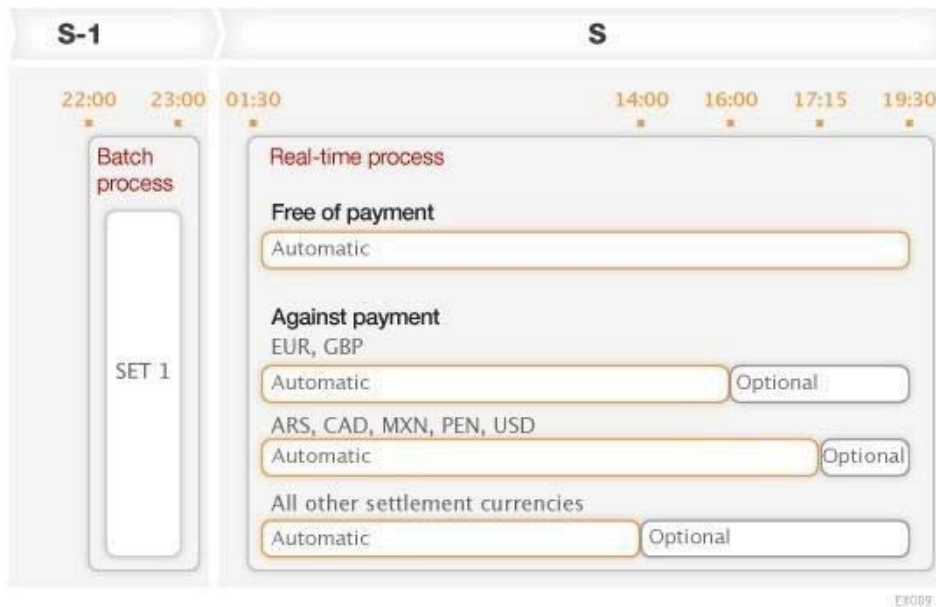 S-1
S
22:00 23:00 01:30 14:00 16:00 17:15 19:30
Batch
process
Real-time process
Free of payment
Automatic
Against payment
EUR, GBP
SET 1
Automatic Optional
ARS, CAD, MXN, PEN, USD
Automatic Optional
All other settlement currencies
Automatic Optional